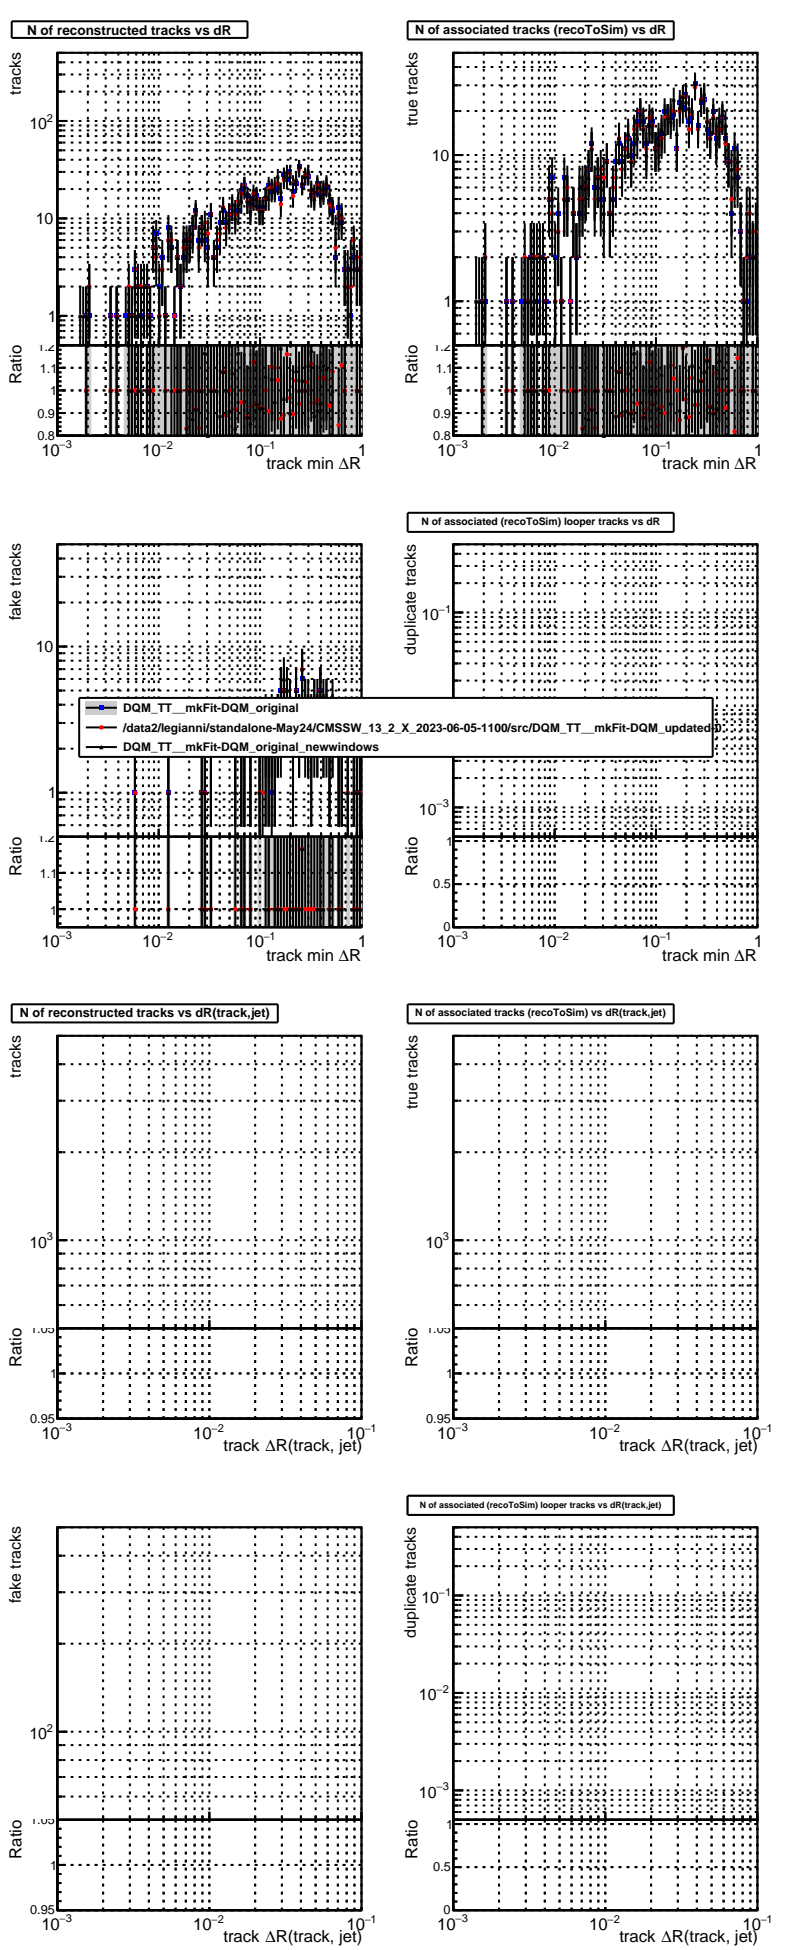 N of reconstructed tracks vs dR
N of associated tracks (recoToSim) vs dR
tracks
10²
10
1
Ratio
1.2
1.1
1
0.9
0.8
10⁻³ 10⁻² 10⁻¹ 1
track min ΔR
true tracks
10
1
Ratio
1.2
1.1
1
0.9
0.8
10⁻³ 10⁻² 10⁻¹ 1
track min ΔR
N of associated (recoToSim) looper tracks vs dR
fake tracks
10
1
Ratio
1.2
1.1
1
10⁻³ 10⁻² 10⁻¹ 1
track min ΔR
duplicate tracks
10⁻¹
10⁻³
Ratio
1
0.5
0
10⁻³ 10⁻² 10⁻¹ 1
track min ΔR
DQM_TT__mkFit-DQM_original
/data2/legianni/standalone-May24/CMSSW_13_2_X_2023-06-05-1100/src/DQM_TT__mkFit-DQM_updated-0.
DQM_TT__mkFit-DQM_original_newwindows
N of reconstructed tracks vs dR(track,jet)
N of associated tracks (recoToSim) vs dR(track,jet)
tracks
10³
Ratio
1.05
1
0.95
10⁻³ 10⁻² 10⁻¹
track ΔR(track, jet)
true tracks
10³
Ratio
1.05
1
0.95
10⁻³ 10⁻² 10⁻¹
track ΔR(track, jet)
N of associated (recoToSim) looper tracks vs dR(track,jet)
fake tracks
10²
Ratio
1.05
1
0.95
10⁻³ 10⁻² 10⁻¹
track ΔR(track, jet)
duplicate tracks
10⁻¹
10⁻²
10⁻³
Ratio
1
0.5
0
10⁻³ 10⁻² 10⁻¹
track ΔR(track, jet)